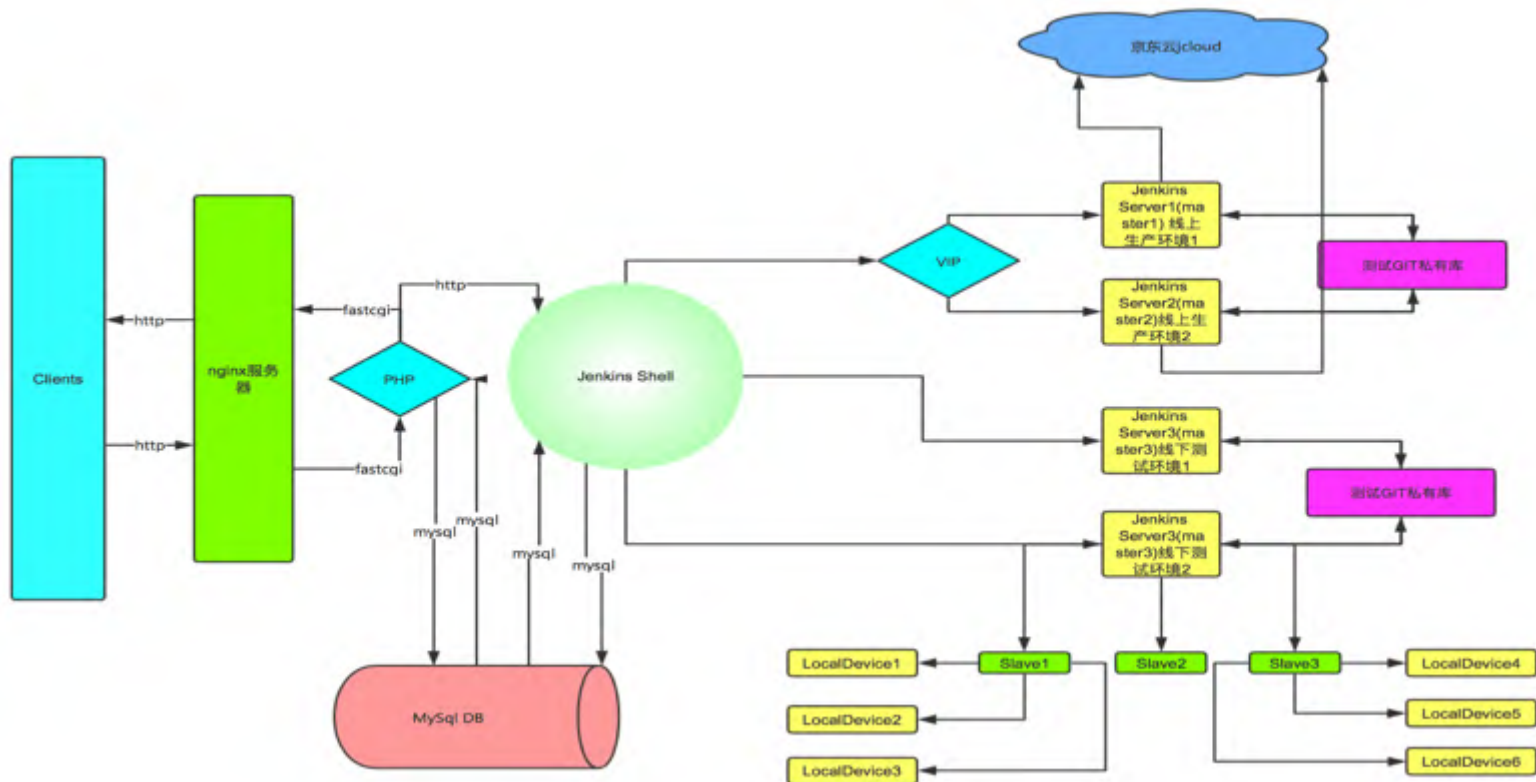 京东云jcloud
Jenkins
Server1(ma
ster1) 线上
生产环境1
VIP
测试GIT私有库
Jenkins
Server2(ma
ster2)线上生
产环境2
http
fastcgi
http
nginx服务
器
Clients
PHP
Jenkins Shell
http
fastcgi
Jenkins
Server3(ma
ster3)线下测
试环境1
测试GIT私有库
mysql
mysql
mysql
mysql
Jenkins
Server3(ma
ster3)线下测
试环境2
LocalDevice1
Slave1
Slave2
Slave3
LocalDevice4
MySql DB
LocalDevice2
LocalDevice5
LocalDevice3
LocalDevice6